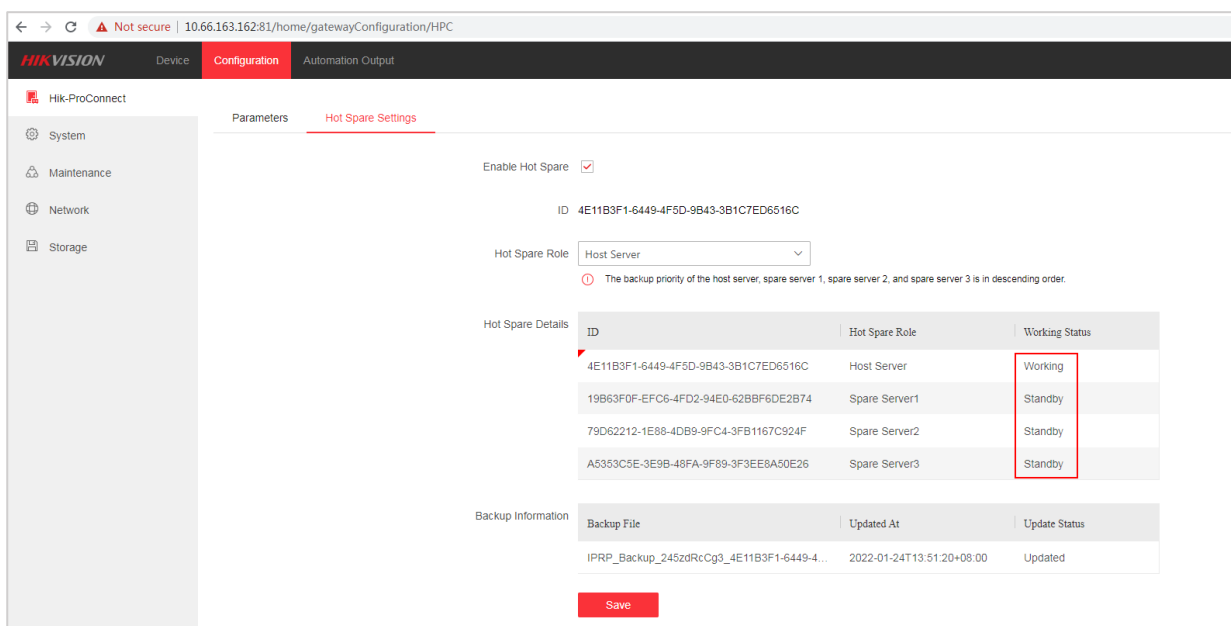 Not secure | 10.66.163.162:81/home/gatewayConfiguration/HPC
HIKVISION Device Configuration Automation Output
Hik-ProConnect
System
Maintenance
Network
Storage
Parameters Hot Spare Settings
Enable Hot Spare
ID 4E11B3F1-6449-4F5D-9B43-3B1C7ED6516C
Hot Spare Role Host Server
The backup priority of the host server, spare server 1, spare server 2, and spare server 3 is in descending order.
Hot Spare Details
ID Hot Spare Role Working Status
4E11B3F1-6449-4F5D-9B43-3B1C7ED6516C Host Server Working
19B63F0F-EFC6-4FD2-94E0-62BBF6DE2B74 Spare Server1 Standby
79D62212-1E88-4DB9-9FC4-3FB1167C924F Spare Server2 Standby
A5353C5E-3E9B-48FA-9F89-3F3EE8A50E26 Spare Server3 Standby
Backup Information
Backup File Updated At Update Status
IPRP_Backup_245zdRcCg3_4E11B3F1-6449-4... 2022-01-24T13:51:20+08:00 Updated
Save